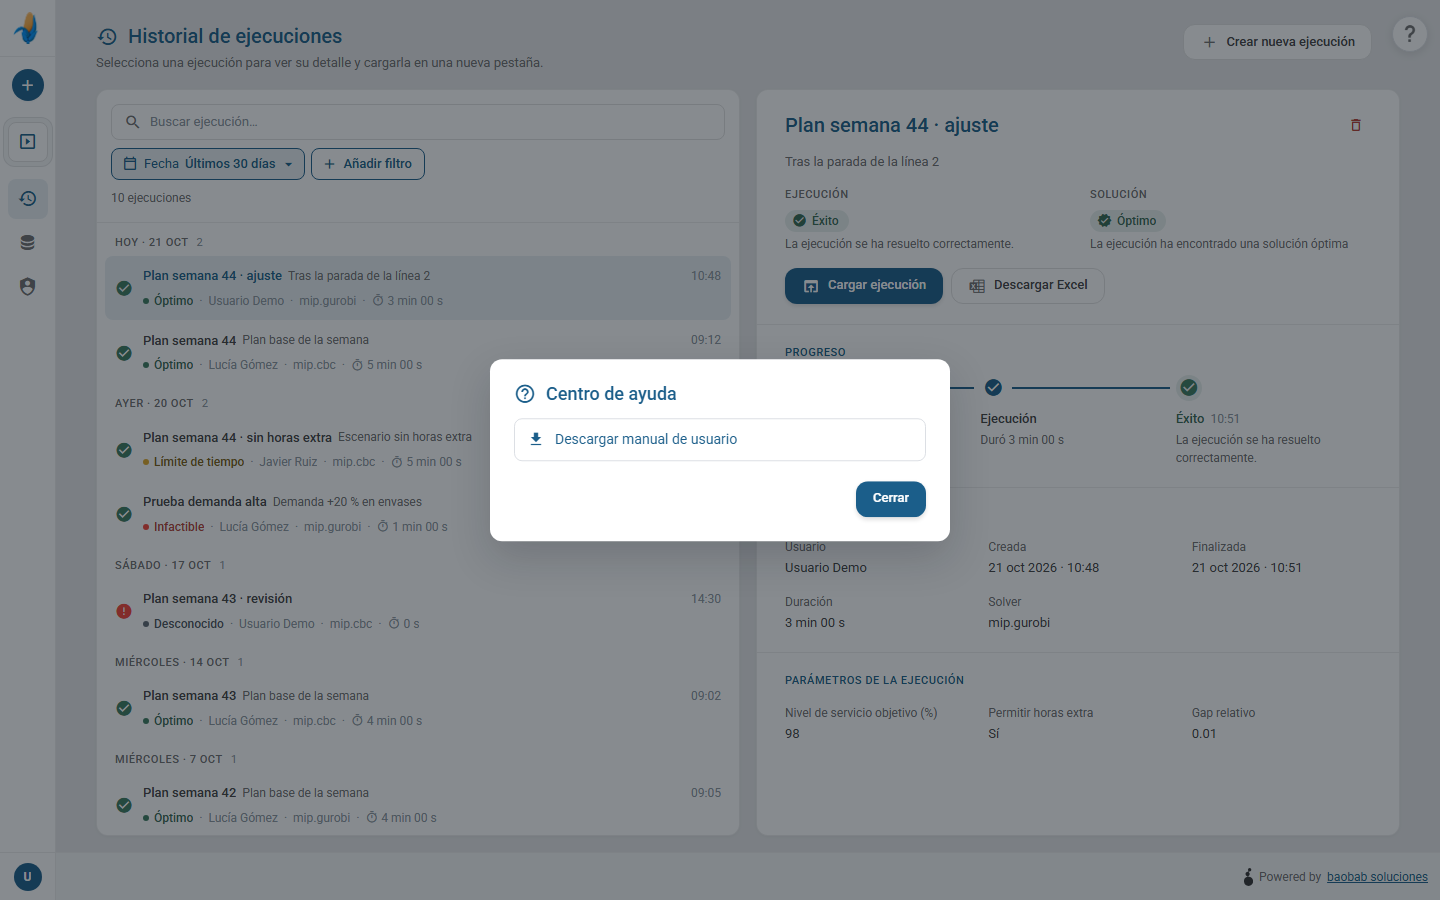 Historial de ejecuciones
Selecciona una ejecución para ver su detalle y cargarla en una nueva pestaña.
Crear nueva ejecución
?
Buscar ejecución...
Fecha Últimos 30 días
Añadir filtro
10 ejecuciones
HOY · 21 OCT 2
Plan semana 44 · ajuste Tras la parada de la línea 2 10:48
Óptimo · Usuario Demo · mip.gurobi · 3 min 00 s
Plan semana 44 Plan base de la semana 09:12
Óptimo · Lucía Gómez · mip.cbc · 5 min 00 s
AYER · 20 OCT 2
Plan semana 44 · sin horas extra Escenario sin horas extra
Límite de tiempo · Javier Ruiz · mip.cbc · 5 min 00 s
Prueba demanda alta Demanda +20 % en envases
Infactible · Lucía Gómez · mip.gurobi · 1 min 00 s
SÁBADO · 17 OCT 1
Plan semana 43 · revisión 14:30
Desconocido · Usuario Demo · mip.cbc · 0 s
MIÉRCOLES · 14 OCT 1
Plan semana 43 Plan base de la semana 09:02
Óptimo · Lucía Gómez · mip.cbc · 4 min 00 s
MIÉRCOLES · 7 OCT 1
Plan semana 42 Plan base de la semana 09:05
Óptimo · Lucía Gómez · mip.gurobi · 4 min 00 s
Plan semana 44 · ajuste
Tras la parada de la línea 2
EJECUCIÓN
Éxito
La ejecución se ha resuelto correctamente.
SOLUCIÓN
Óptimo
La ejecución ha encontrado una solución óptima
Cargar ejecución
Descargar Excel
PROGRESO
Ejecución
Duró 3 min 00 s
Éxito 10:51
La ejecución se ha resuelto
correctamente.
Usuario
Usuario Demo
Creada
21 oct 2026 · 10:48
Finalizada
21 oct 2026 · 10:51
Duración
3 min 00 s
Solver
mip.gurobi
PARÁMETROS DE LA EJECUCIÓN
Nivel de servicio objetivo (%)
98
Permitir horas extra
Sí
Gap relativo
0.01
Centro de ayuda
Descargar manual de usuario
Cerrar
U
Powered by baobab soluciones